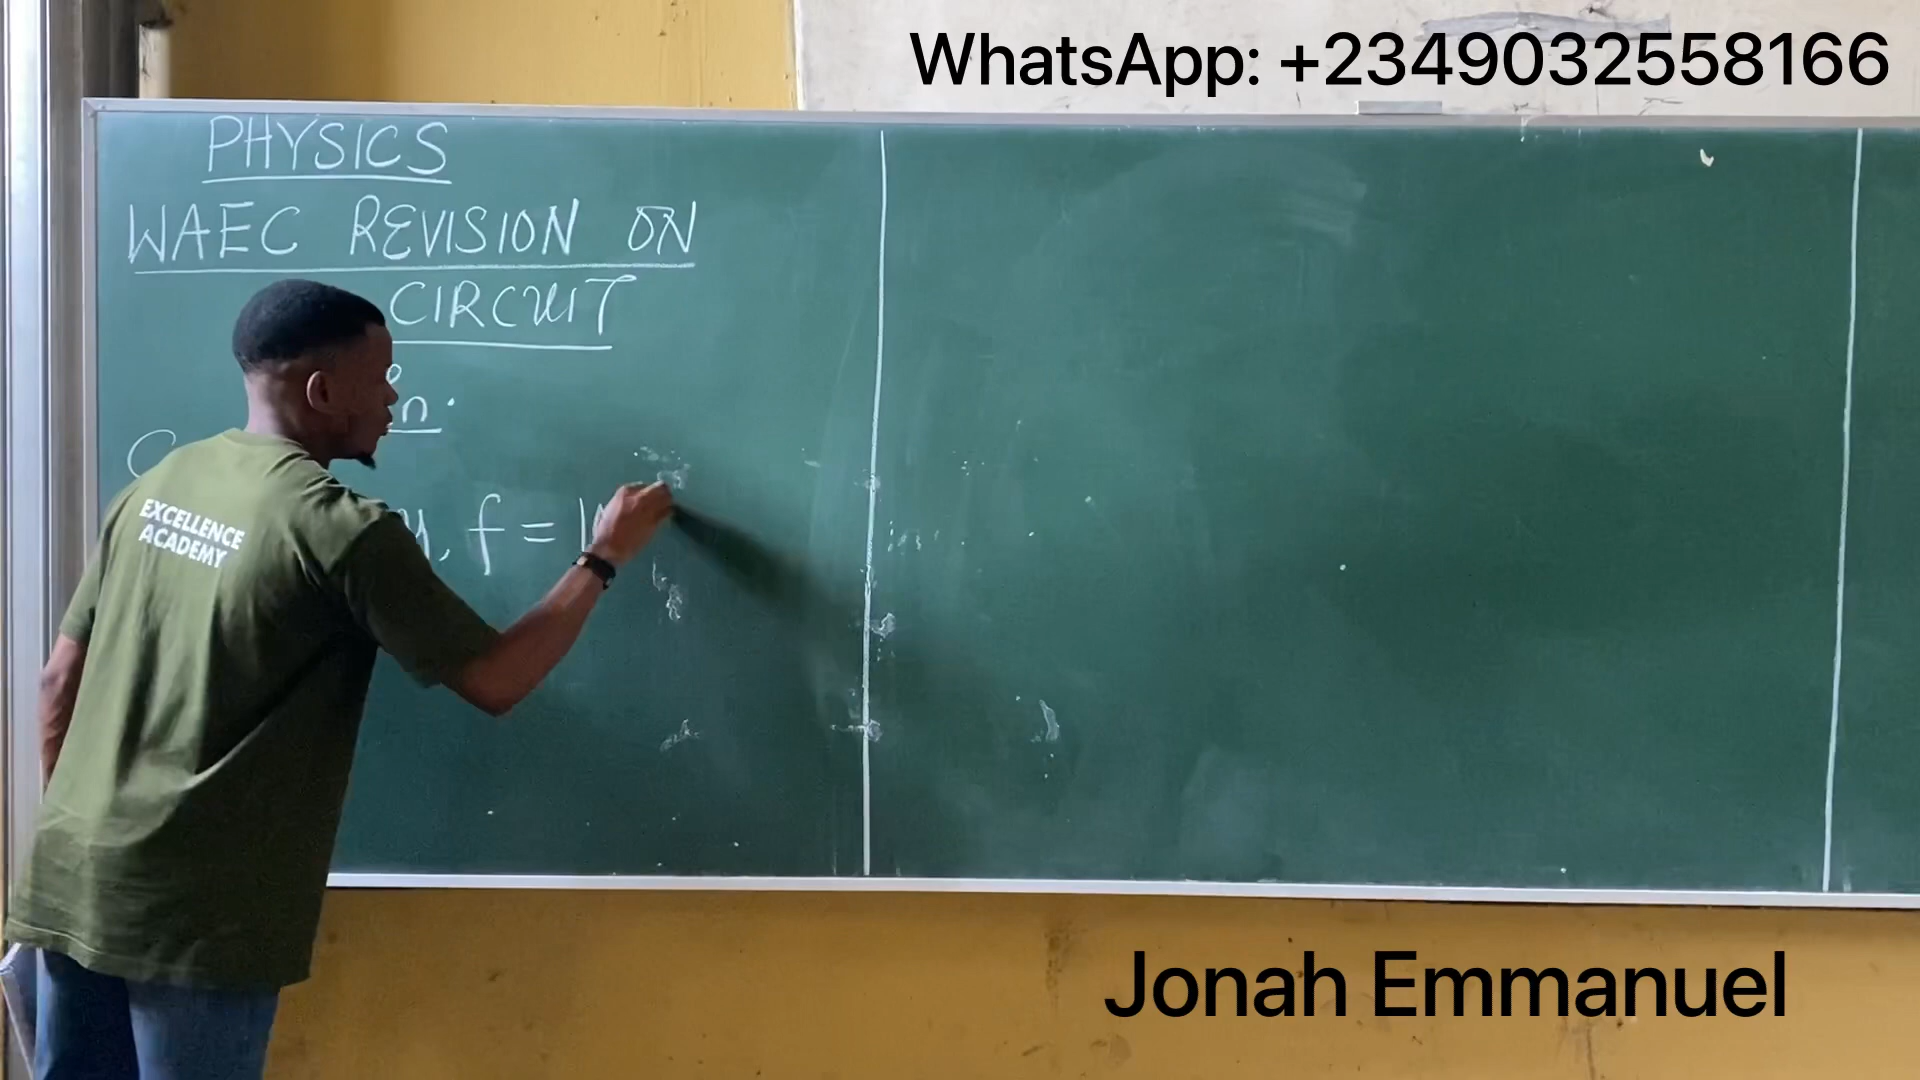 WhatsApp: +2349032558166
PHYSICS
WAEC REVISION ON
CIRCUIT
f =
EXCELLENCE
ACADEMY
Jonah Emmanuel